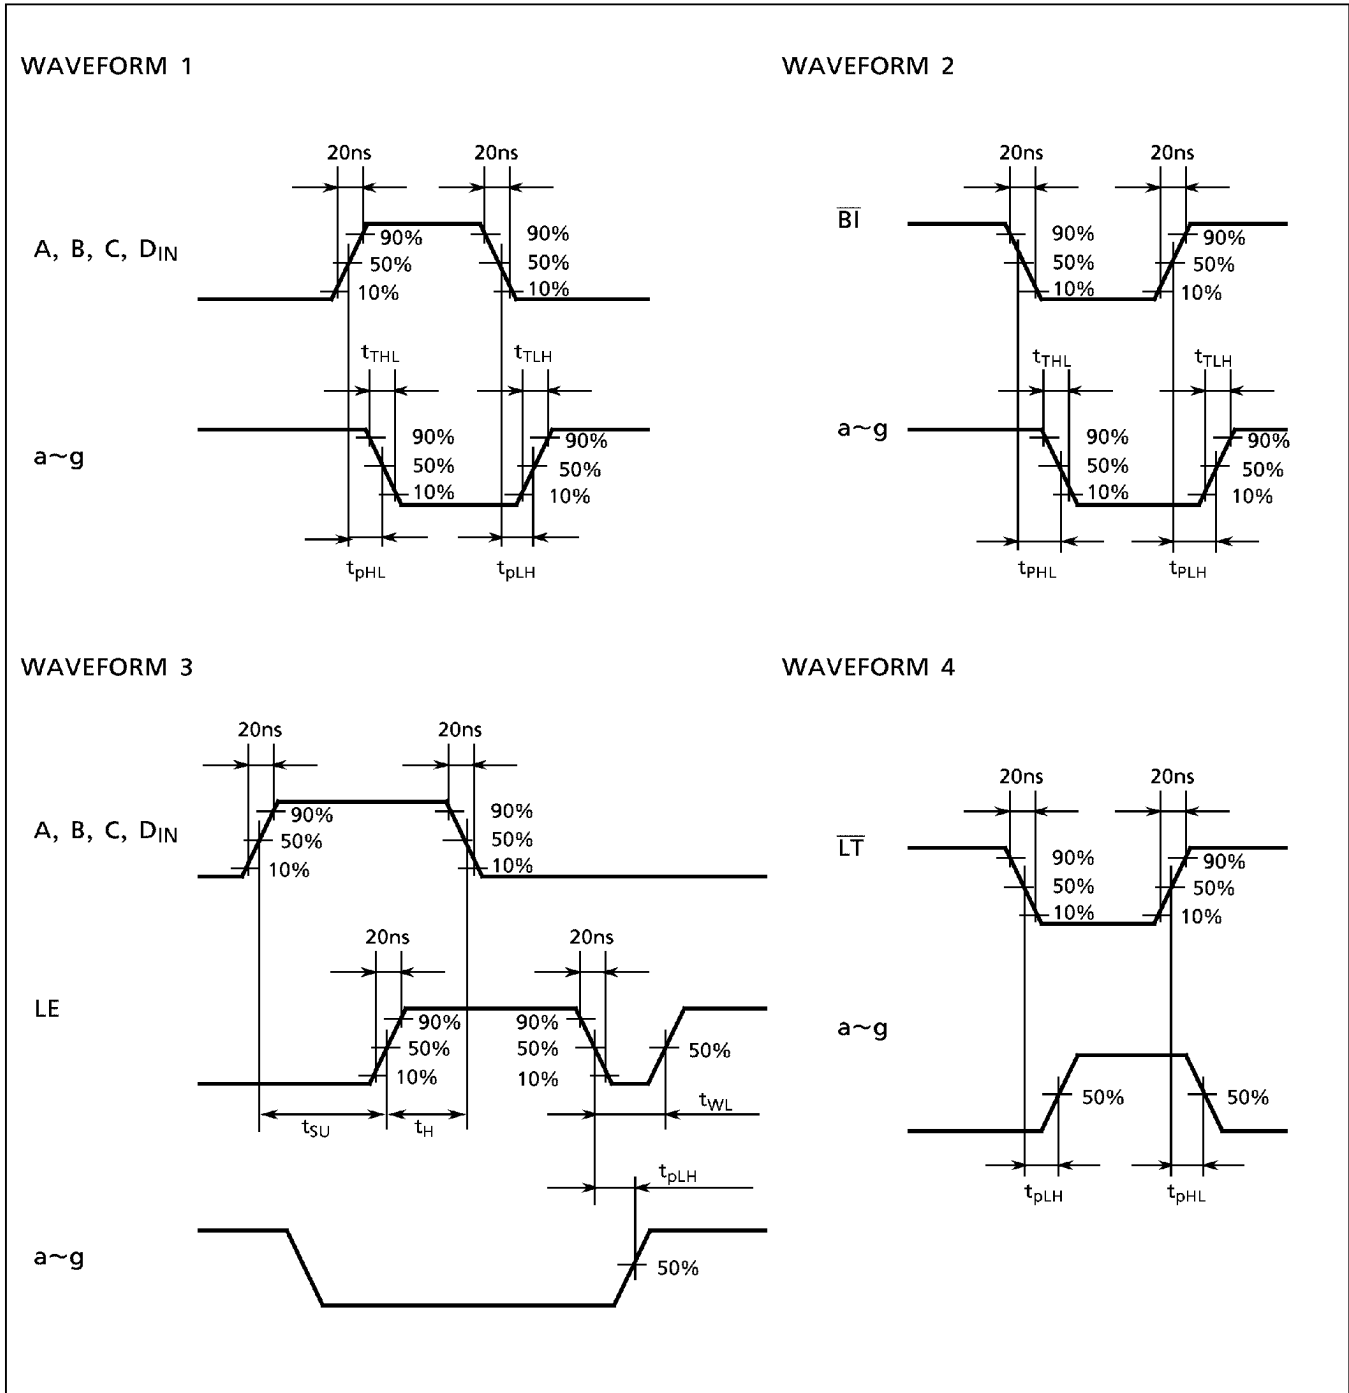 WAVEFORM 1
20ns 20ns
A, B, C, DIN
90% 90%
50% 50%
10% 10%
tTHL tTLH
a~g
90% 90%
50% 50%
10% 10%
tpHL tpLH
WAVEFORM 2
20ns 20ns
BI
90% 90%
50% 50%
10% 10%
tTHL tTLH
a~g
90% 90%
50% 50%
10% 10%
tPHL tPLH
WAVEFORM 3
20ns 20ns
A, B, C, DIN
90% 90%
50% 50%
10% 10%
20ns 20ns
LE
90% 90%
50% 50% 50%
10% 10%
tSU tH tWL
tpLH
a~g
50%
WAVEFORM 4
20ns 20ns
LT
90% 90%
50% 50%
10% 10%
a~g
50% 50%
tpLH tpHL